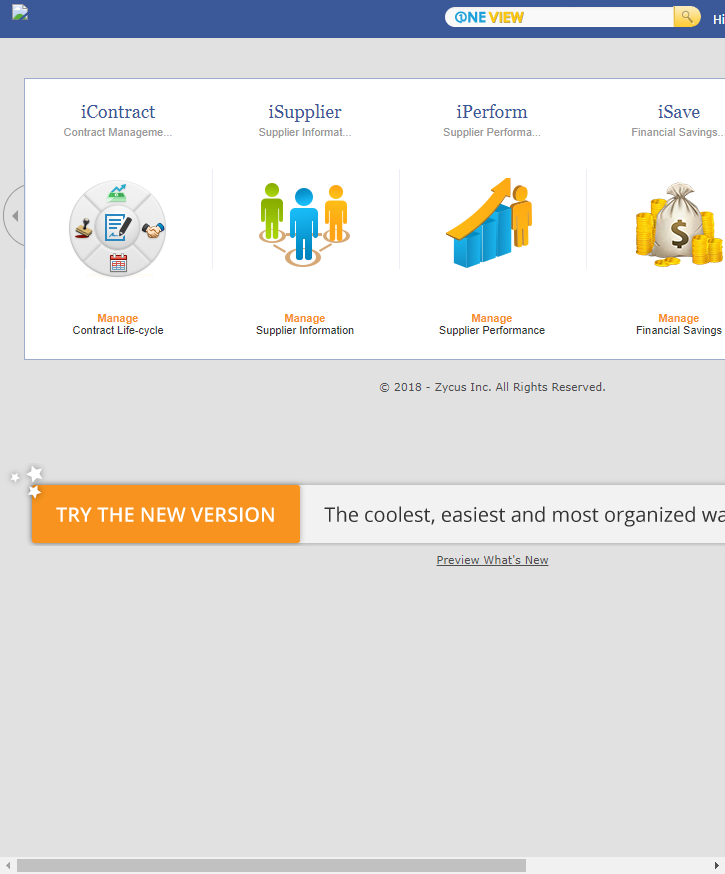 ONE VIEW
Hi
iContract
Contract Manageme...
iSupplier
Supplier Informat...
iPerform
Supplier Performa...
iSave
Financial Savings..
$
Manage
Contract Life-cycle
Manage
Supplier Information
Manage
Supplier Performance
Manage
Financial Savings
© 2018 - Zycus Inc. All Rights Reserved.
TRY THE NEW VERSION
The coolest, easiest and most organized wa
Preview What's New